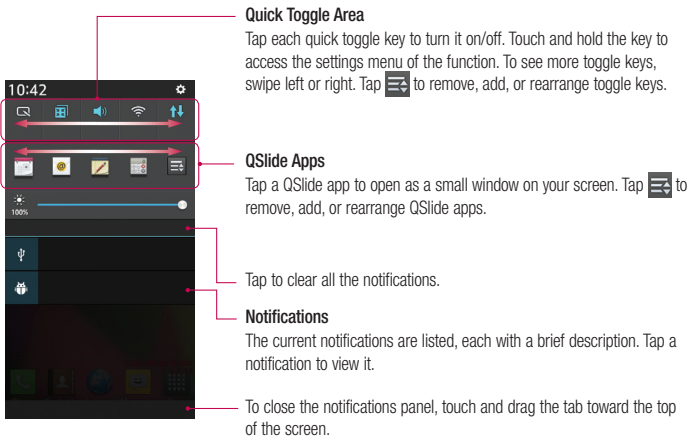 Quick Toggle Area
Tap each quick toggle key to turn it on/off. Touch and hold the key to
access the settings menu of the function. To see more toggle keys,
swipe left or right. Tap to remove, add, or rearrange toggle keys.
10:42
QSlide Apps
Tap a QSlide app to open as a small window on your screen. Tap to
remove, add, or rearrange QSlide apps.
100%
Tap to clear all the notifications.
Notifications
The current notifications are listed, each with a brief description. Tap a
notification to view it.
To close the notifications panel, touch and drag the tab toward the top
of the screen.